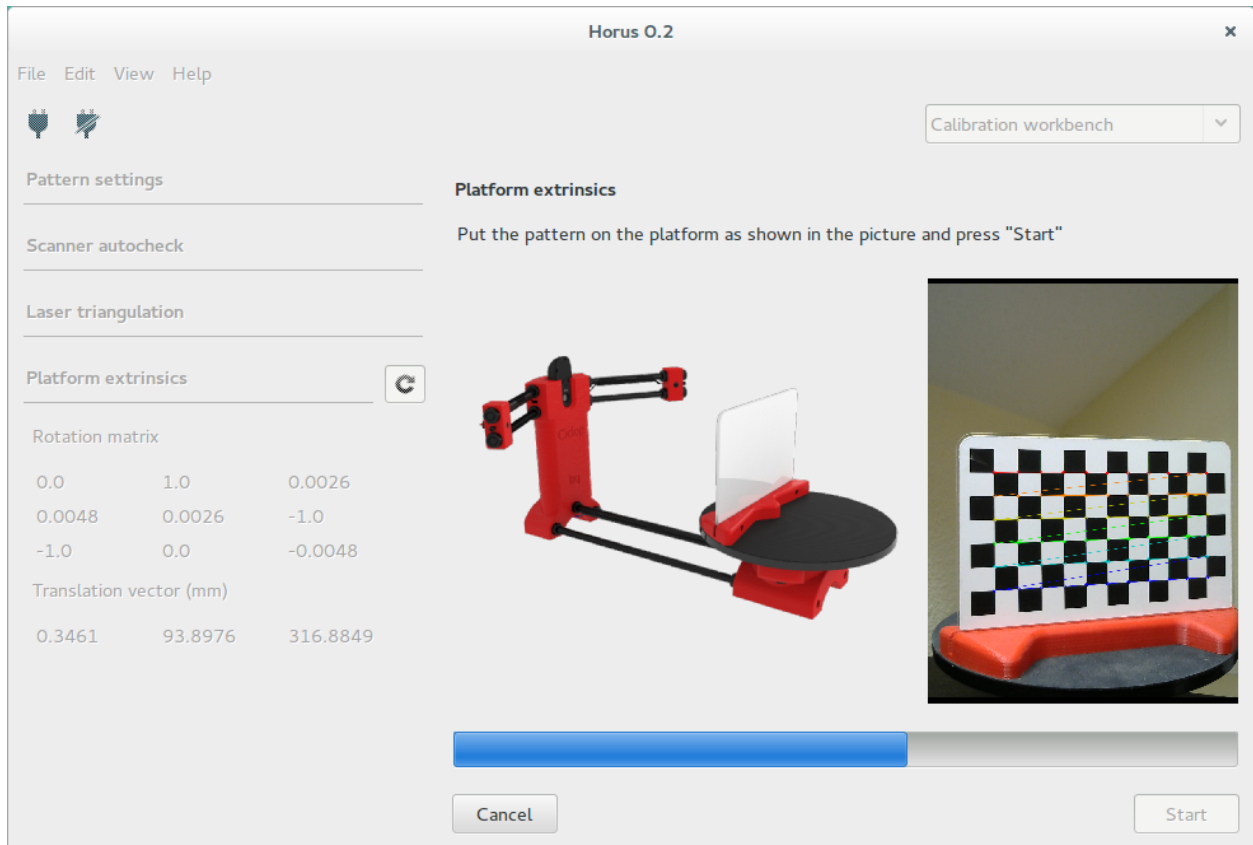 Horus 0.2
File Edit View Help
Calibration workbench
Pattern settings
Scanner autocheck
Laser triangulation
Platform extrinsics
Rotation matrix
0.0 1.0 0.0026
0.0048 0.0026 -1.0
-1.0 0.0 -0.0048
Translation vector (mm)
0.3461 93.8976 316.8849
Platform extrinsics
Put the pattern on the platform as shown in the picture and press "Start"
Ciclop
Cancel
Start